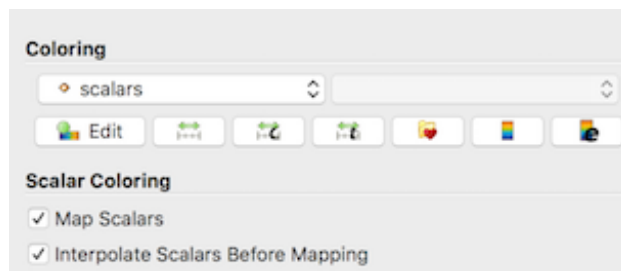 Coloring
scalars
Edit
Scalar Coloring
Map Scalars
Interpolate Scalars Before Mapping